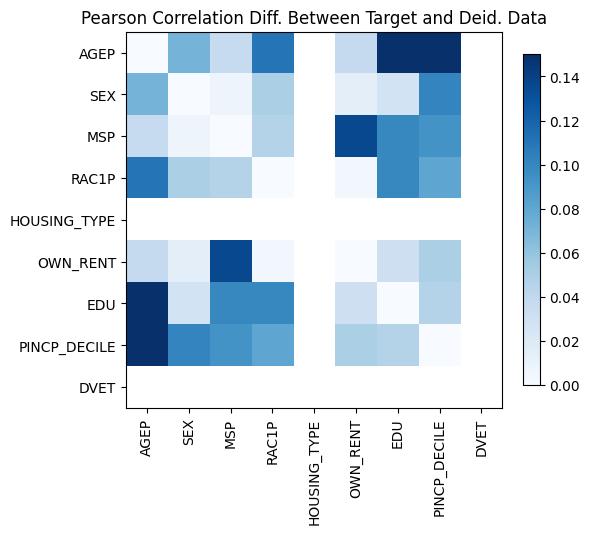 Pearson Correlation Diff. Between Target and Deid. Data
AGEP
SEX
MSP
RAC1P
HOUSING_TYPE
OWN_RENT
EDU
PINCP_DECILE
DVET
AGEP
SEX
MSP
RAC1P
HOUSING_TYPE
OWN_RENT
EDU
PINCP_DECILE
DVET
0.14
0.12
0.10
0.08
0.06
0.04
0.02
0.00